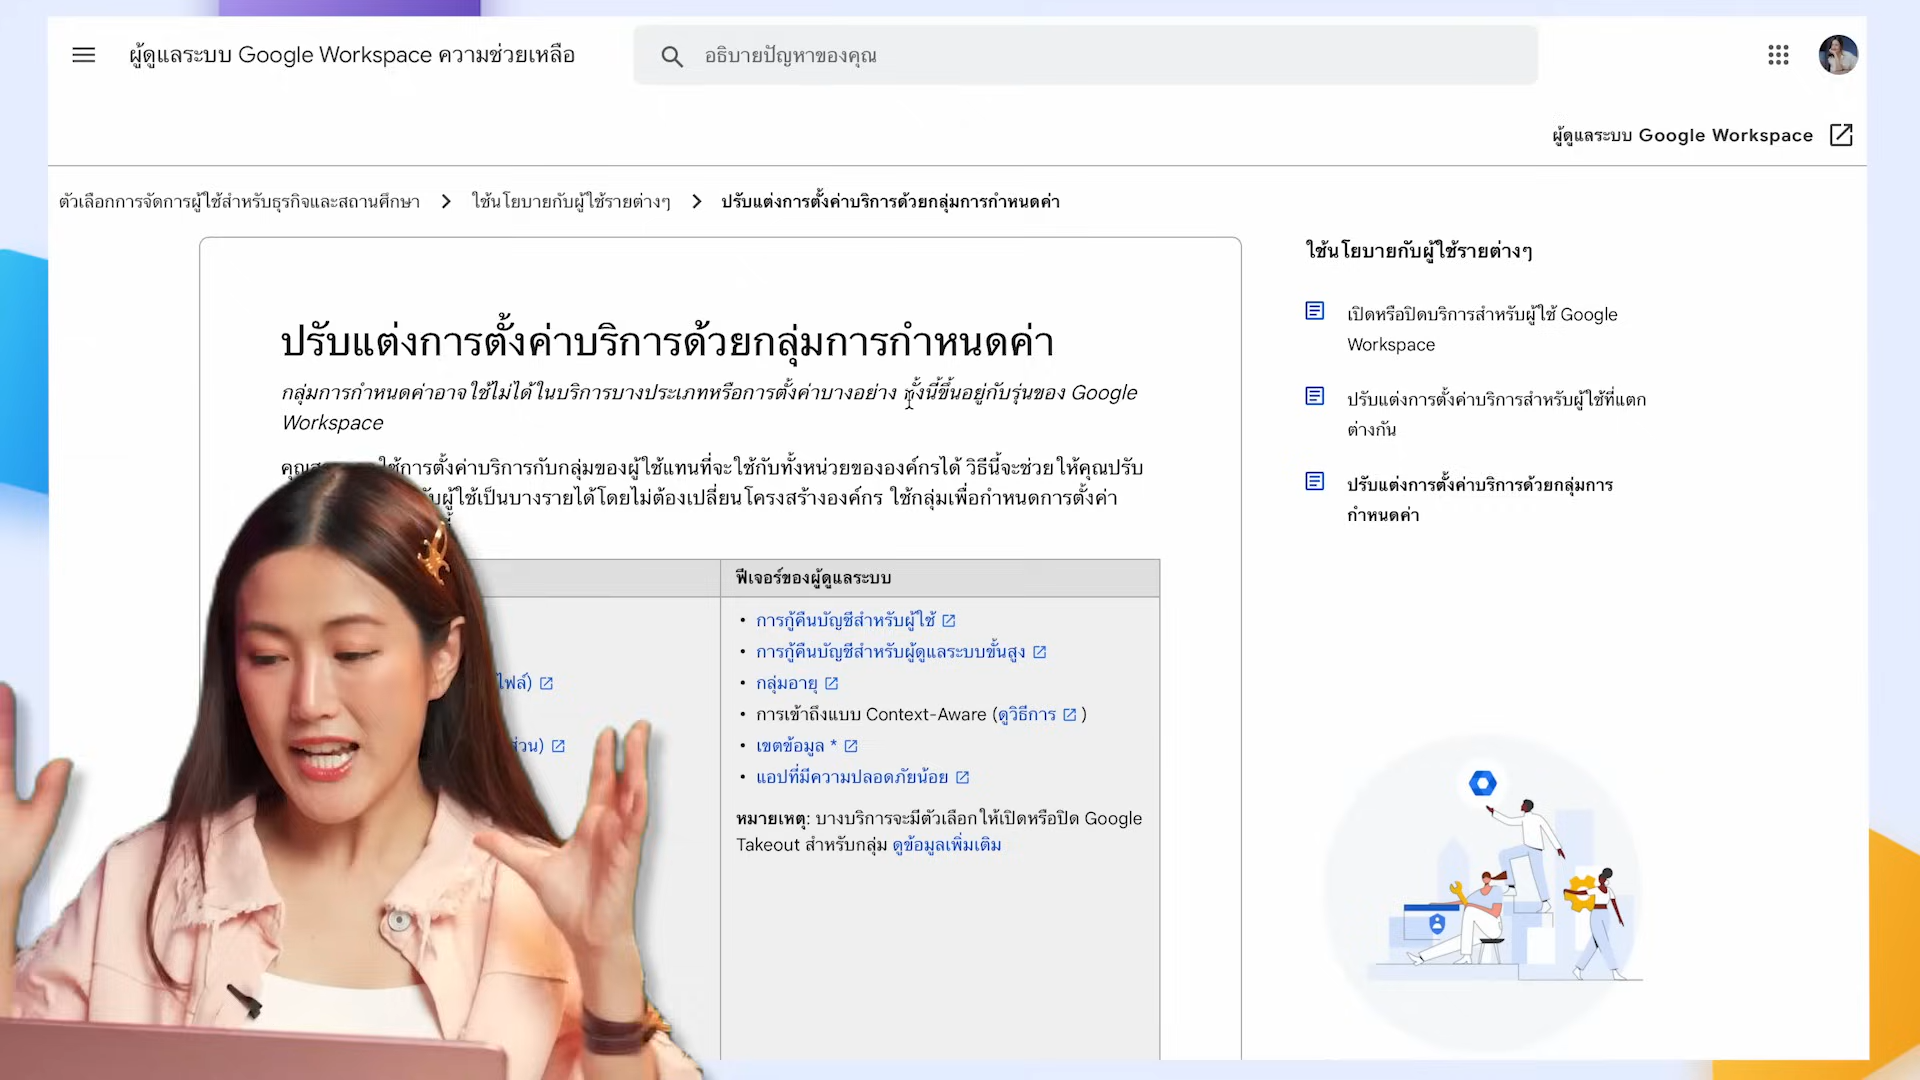 ผู้ดูแลระบบ Google Workspace ความช่วยเหลือ
อธิบายปัญหาของคุณ
ผู้ดูแลระบบ Google Workspace
ตัวเลือกการจัดการผู้ใช้สำหรับธุรกิจและสถานศึกษา > ใช้นโยบายกับผู้ใช้รายต่างๆ > ปรับแต่งการตั้งค่าบริการด้วยกลุ่มการกำหนดค่า
ปรับแต่งการตั้งค่าบริการด้วยกลุ่มการกำหนดค่า
กลุ่มการกำหนดค่าอาจใช้ไม่ได้ในบริการบางประเภทหรือการตั้งค่าบางอย่าง ทั้งนี้ขึ้นอยู่กับรุ่นของ Google
Workspace
ใช้การตั้งค่าบริการกับกลุ่มของผู้ใช้แทนที่จะใช้กับทั้งหน่วยขององค์กรได้ วิธีนี้จะช่วยให้คุณปรับ
ผู้ใช้เป็นบางรายได้โดยไม่ต้องเปลี่ยนโครงสร้างองค์กร ใช้กลุ่มเพื่อกำหนดการตั้งค่า
ไฟล์)
ส่วน)
ฟีเจอร์ของผู้ดูแลระบบ
• การกู้คืนบัญชีสำหรับผู้ใช้
• การกู้คืนบัญชีสำหรับผู้ดูแลระบบขั้นสูง
• กลุ่มอายุ
• การเข้าถึงแบบ Context-Aware (ดูวิธีการ )
• เขตข้อมูล *
• แอปที่มีความปลอดภัยน้อย
หมายเหตุ: บางบริการจะมีตัวเลือกให้เปิดหรือปิด Google
Takeout สำหรับกลุ่ม ดูข้อมูลเพิ่มเติม
ใช้นโยบายกับผู้ใช้รายต่างๆ
เปิดหรือปิดบริการสำหรับผู้ใช้ Google
Workspace
ปรับแต่งการตั้งค่าบริการสำหรับผู้ใช้ที่แตก
ต่างกัน
ปรับแต่งการตั้งค่าบริการด้วยกลุ่มการ
กำหนดค่า